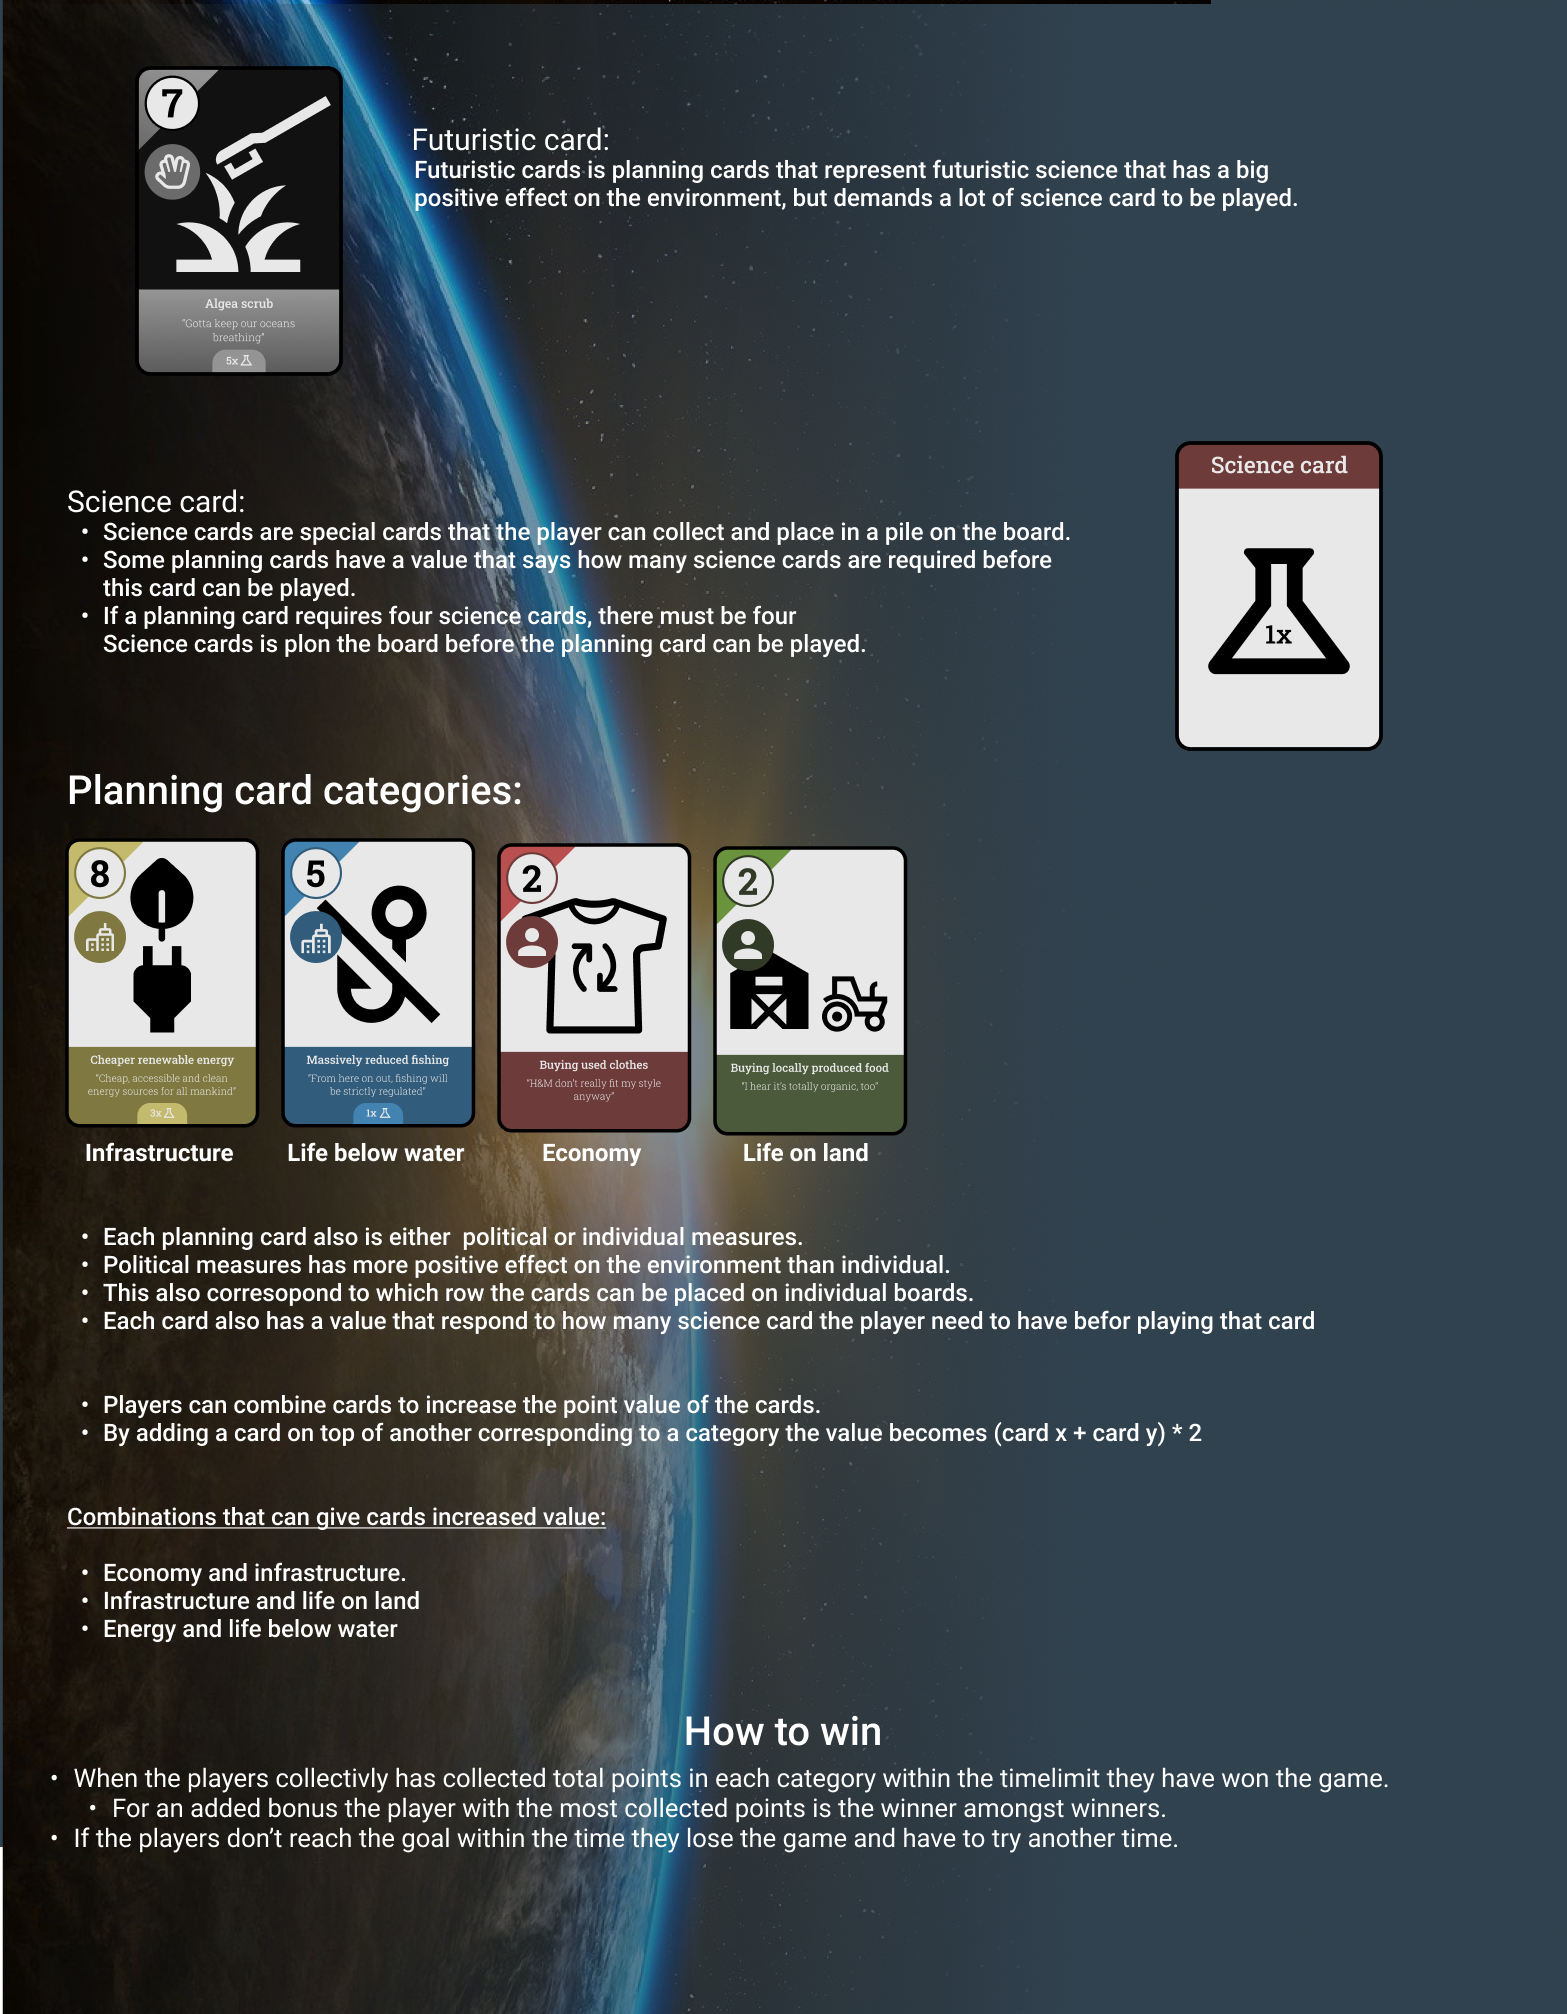 7
Algea scrub
"Gotta keep our oceans
breathing"
5x
Futuristic card:
Futuristic cards is planning cards that represent futuristic science that has a big
positive effect on the environment, but demands a lot of science card to be played.
Science card:
• Science cards are special cards that the player can collect and place in a pile on the board.
• Some planning cards have a value that says how many science cards are required before
this card can be played.
• If a planning card requires four science cards, there must be four
Science cards is plon the board before the planning card can be played.
Science card
1x
Planning card categories:
8
Cheaper renewable energy
"Cheap, accessible and clean
energy sources for all mankind"
3x
Infrastructure
5
Massively reduced fishing
"From here on out, fishing will
be strictly regulated"
1x
Life below water
2
Buying used clothes
"H&M don't really fit my style
anyway"
Economy
2
Buying locally produced food
"I hear it's totally organic, too"
Life on land
• Each planning card also is either  political or individual measures.
• Political measures has more positive effect on the environment than individual.
• This also corresopond to which row the cards can be placed on individual boards.
• Each card also has a value that respond to how many science card the player need to have befor playing that card
• Players can combine cards to increase the point value of the cards.
• By adding a card on top of another corresponding to a category the value becomes (card x + card y) * 2
Combinations that can give cards increased value:
• Economy and infrastructure.
• Infrastructure and life on land
• Energy and life below water
How to win
• When the players collectivly has collected total points in each category within the timelimit they have won the game.
• For an added bonus the player with the most collected points is the winner amongst winners.
• If the players don't reach the goal within the time they lose the game and have to try another time.